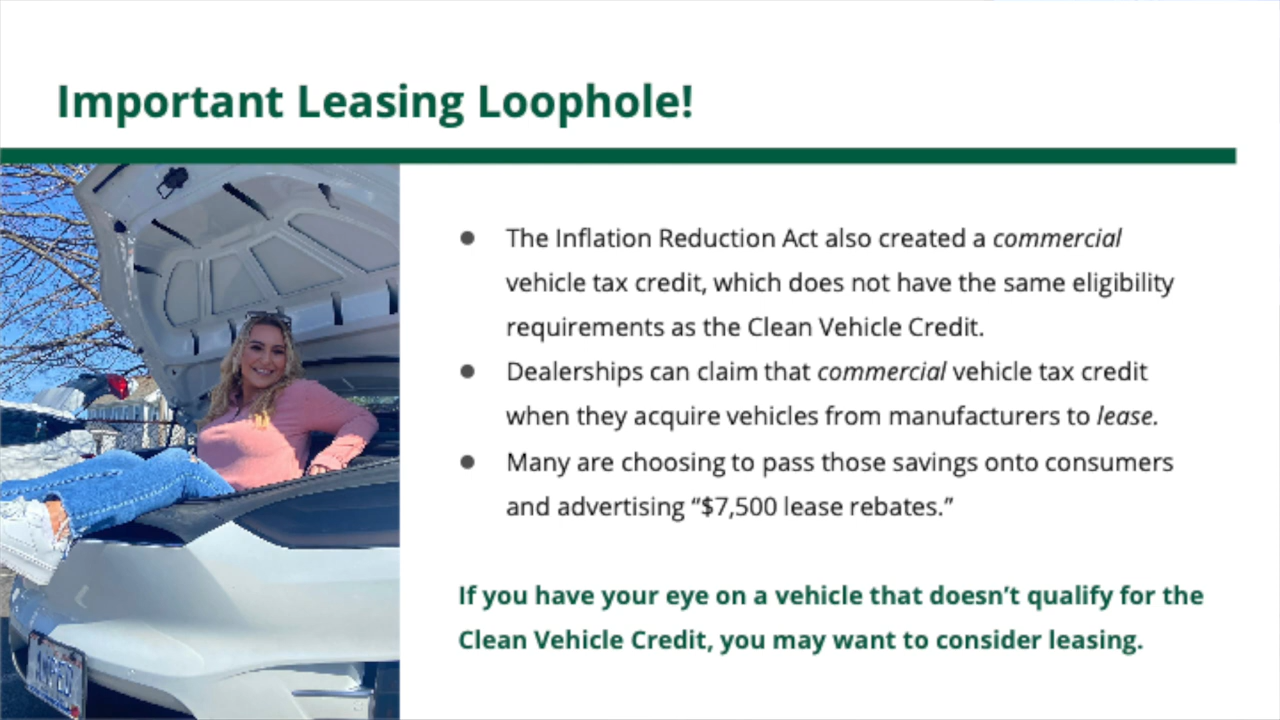 Important Leasing Loophole!
● The Inflation Reduction Act also created a commercial
vehicle tax credit, which does not have the same eligibility
requirements as the Clean Vehicle Credit.
● Dealerships can claim that commercial vehicle tax credit
when they acquire vehicles from manufacturers to lease.
● Many are choosing to pass those savings onto consumers
and advertising “$7,500 lease rebates.”
If you have your eye on a vehicle that doesn’t qualify for the
Clean Vehicle Credit, you may want to consider leasing.